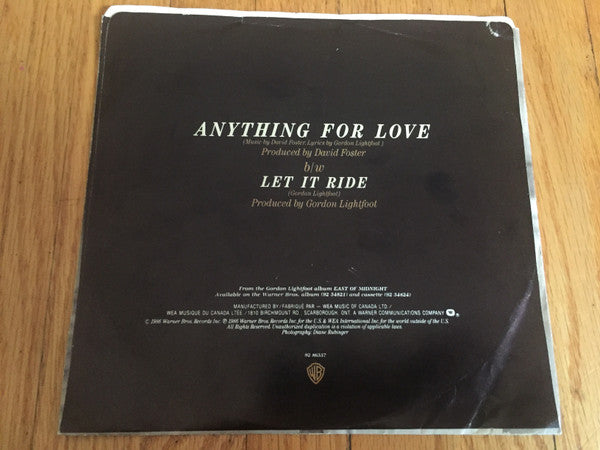 ANYTHING FOR LOVE
(Music by David Foster, Lyrics by Gordon Lightfoot)
Produced by David Foster
b/w
LET IT RIDE
(Gordon Lightfoot)
Produced by Gordon Lightfoot
From the Gordon Lightfoot album EAST OF MIDNIGHT
Available on the Warner Bros. album (92 54821) and cassette (92 54824)
MANUFACTURED BY/FABRIQUÉ PAR — WEA MUSIC OF CANADA LTD./
WEA MUSIQUE DU CANADA LTÉE./1810 BIRCHMOUNT RD., SCARBOROUGH, ONT. A WARNER COMMUNICATIONS COMPANY
© 1986 Warner Bros. Records Inc. ℗ 1986 Warner Bros. Records Inc. for the U.S. & WEA International Inc. for the world outside of the U.S.
All Rights Reserved. Unauthorized duplication is a violation of applicable laws.
Photography: Diane
WB